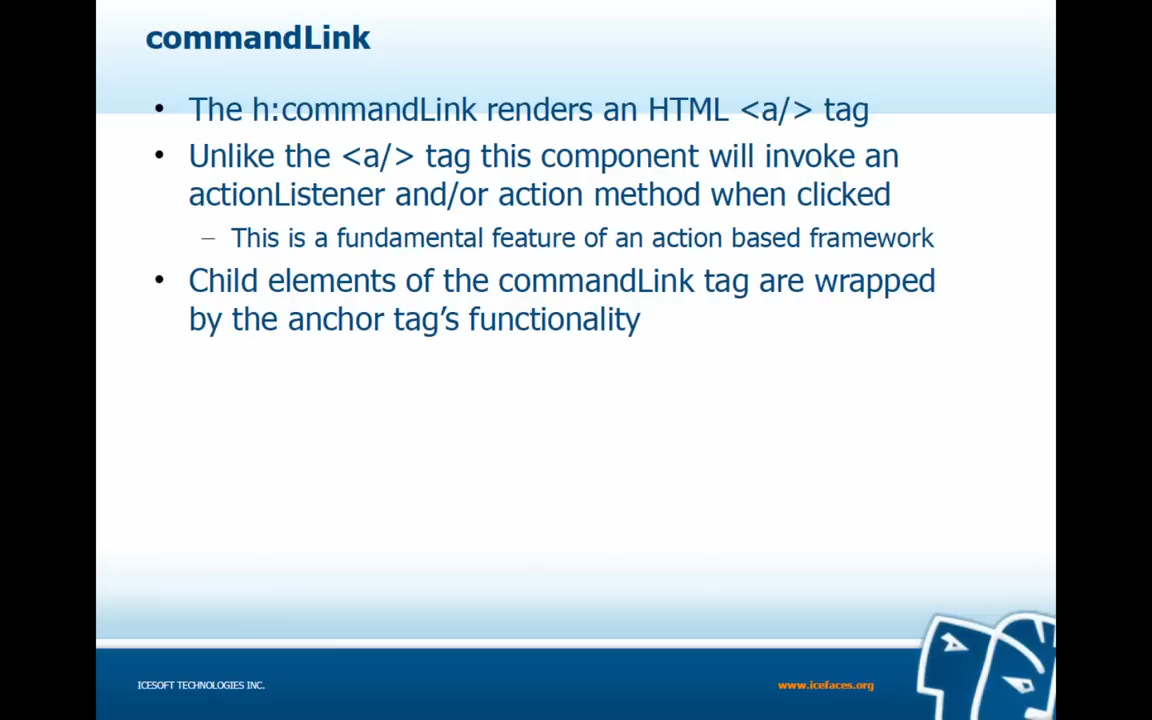 commandLink
• The h:commandLink renders an HTML <a/> tag
• Unlike the <a/> tag this component will invoke an
actionListener and/or action method when clicked
– This is a fundamental feature of an action based framework
• Child elements of the commandLink tag are wrapped
by the anchor tag’s functionality
ICESOFT TECHNOLOGIES INC.
www.icefaces.org